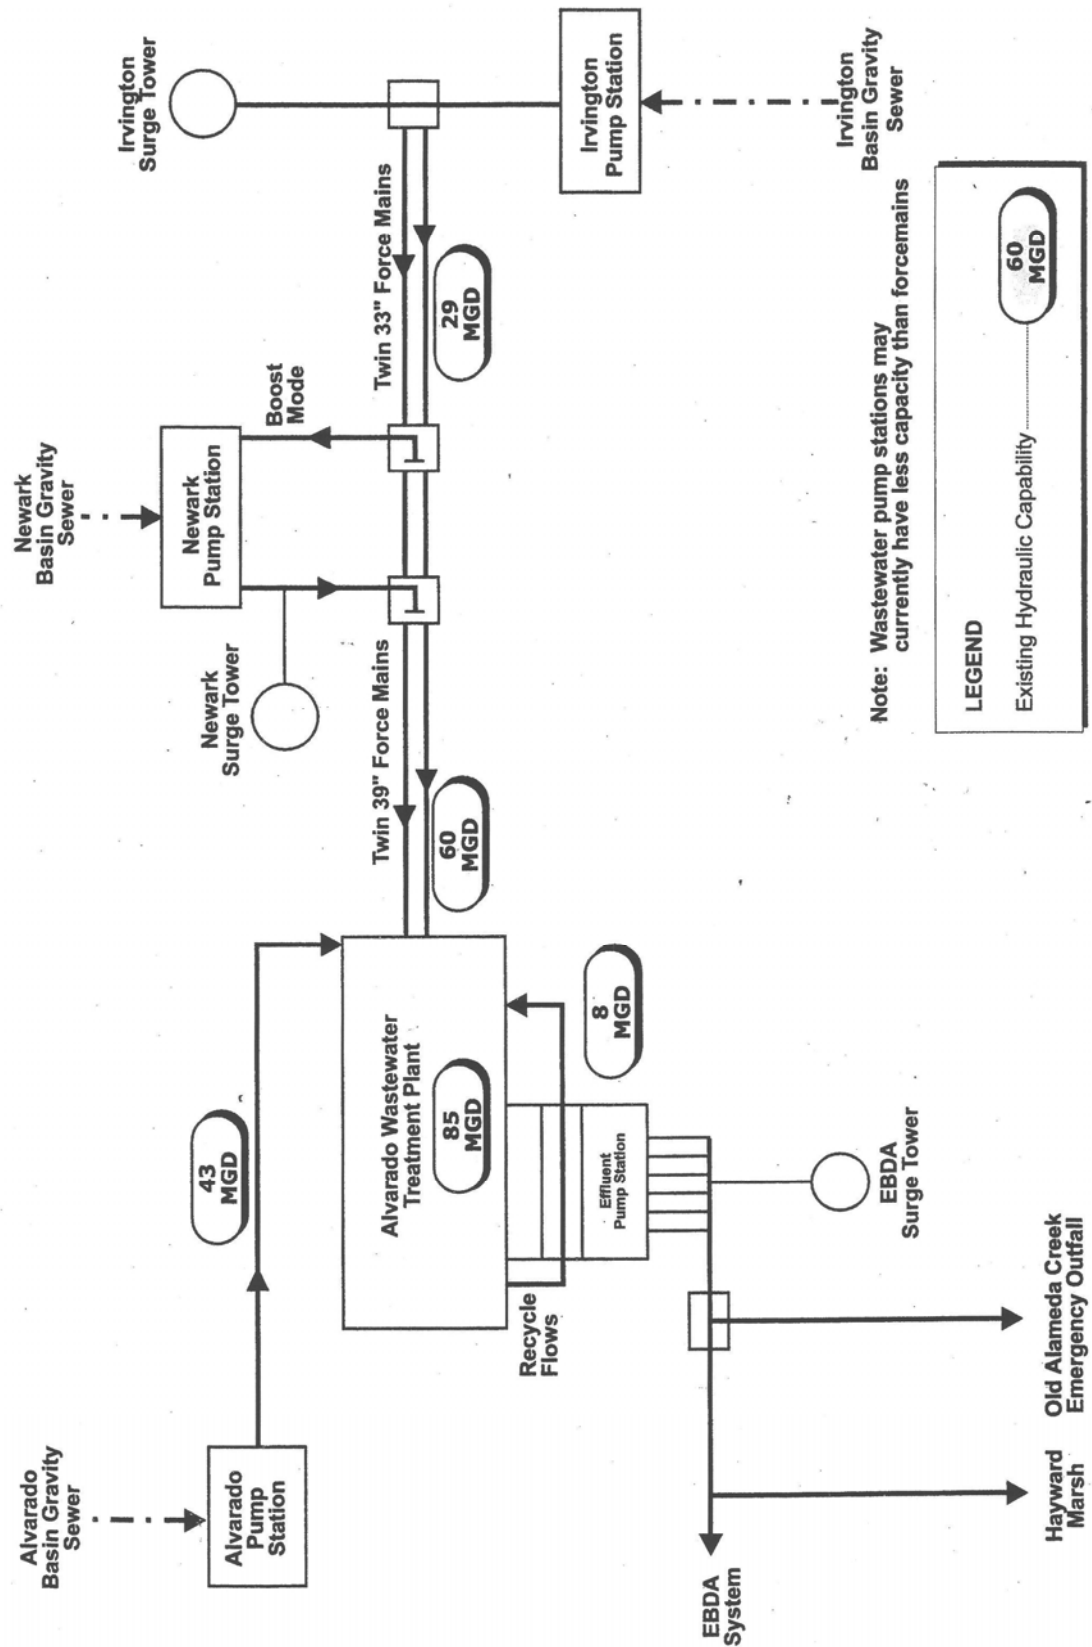 Alvarado
Basin Gravity
Sewer
Alvarado
Pump
Station
43
MGD
Alvarado Wastewater
Treatment Plant
85
MGD
Recycle
Flows
8
MGD
Effluent
Pump Station
EBDA
Surge Tower
EBDA
System
Hayward
Marsh
Old Alameda Creek
Emergency Outfall
Newark
Basin Gravity
Sewer
Newark
Pump Station
Newark
Surge Tower
Boost
Mode
Twin 39" Force Mains
60
MGD
Twin 33" Force Mains
29
MGD
Irvington
Surge Tower
Irvington
Pump Station
Irvington
Basin Gravity
Sewer
Note: Wastewater pump stations may
currently have less capacity than forcemains
LEGEND
Existing Hydraulic Capability
60
MGD